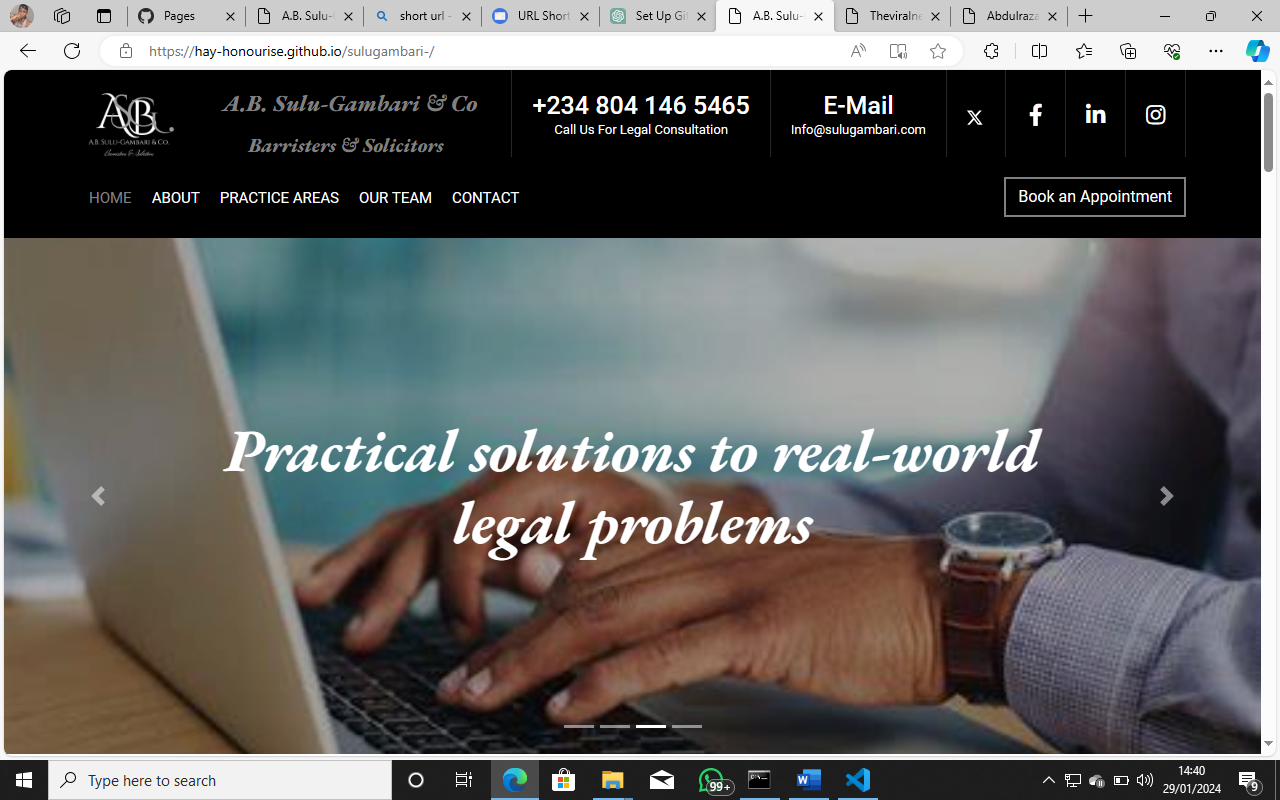 Pages
A.B. Sulu-
short url -
URL Short
Set Up Gi
A.B. Sulu-
Theviralne
Abdulraza
https://hay-honourise.github.io/sulugambari-/
A.B. SULU-GAMBARI & CO.
A.B. Sulu-Gambari & Co
Barristers & Solicitors
+234 804 146 5465
Call Us For Legal Consultation
E-Mail
Info@sulugambari.com
HOME
ABOUT
PRACTICE AREAS
OUR TEAM
CONTACT
Book an Appointment
Practical solutions to real-world
legal problems
Type here to search
99+
14:40
29/01/2024
9